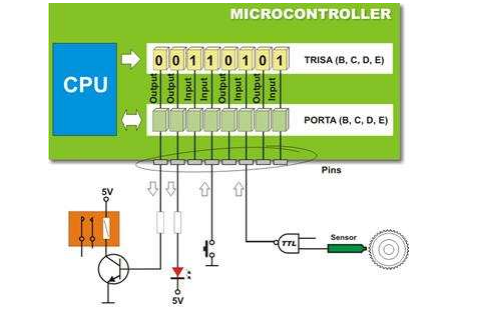 MICROCONTROLLER
0 0 1 1 0 1 0 1
TRISA (B, C, D, E)
CPU
Output Output Input Input Output Input Output Input
PORTA (B, C, D, E)
Pins
5V
TTL
Sensor
5V